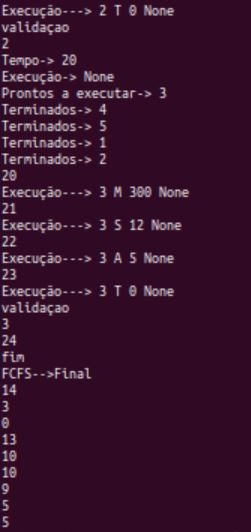 Execução---> 2 T 0 None
validaçao
2
Tempo-> 20
Execução-> None
Prontos a executar-> 3
Terminados-> 4
Terminados-> 5
Terminados-> 1
Terminados-> 2
20
Execução---> 3 M 300 None
21
Execução---> 3 S 12 None
22
Execução---> 3 A 5 None
23
Execução---> 3 T 0 None
validaçao
3
24
fim
FCFS-->Final
14
3
0
13
10
10
9
5
5